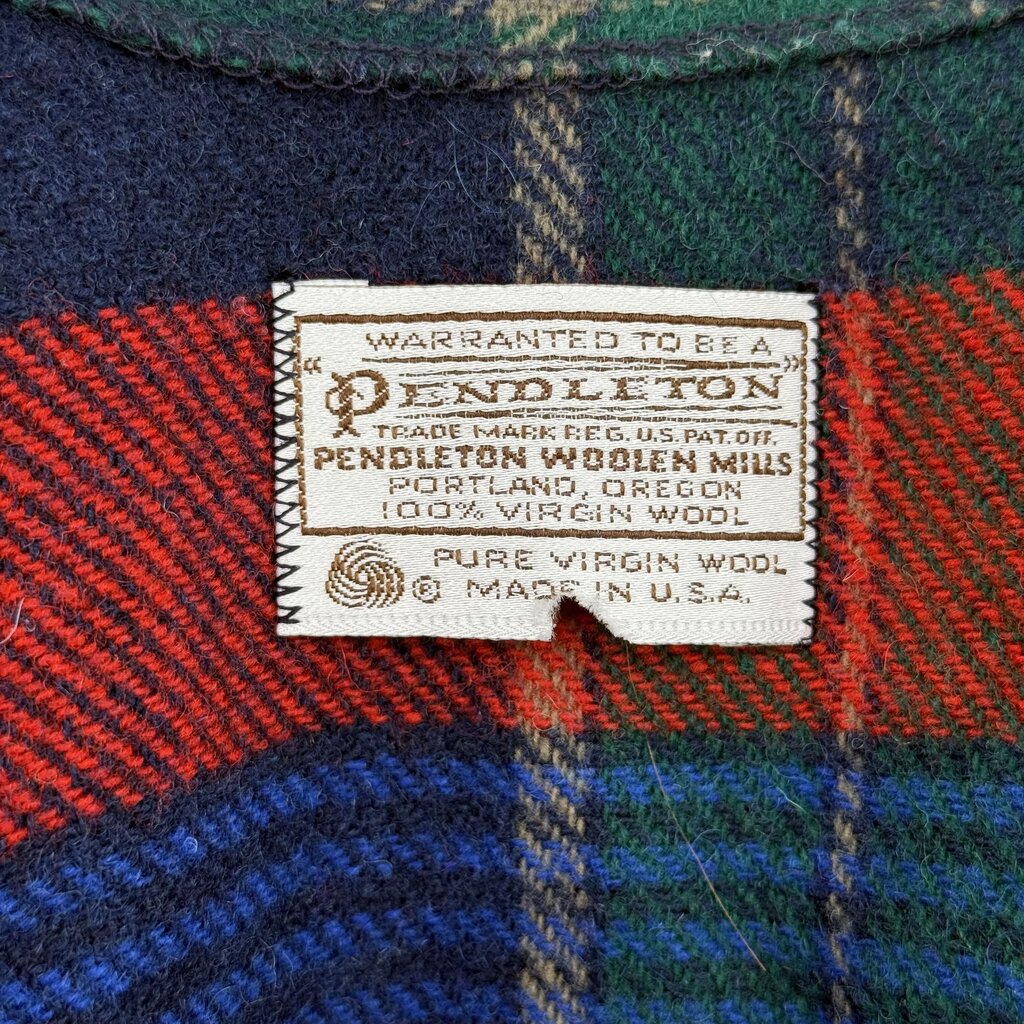 WARRANTED TO BE A
"PENDLETON"
TRADE MARK REG. U.S. PAT. OFF.
PENDLETON WOOLEN MILLS
PORTLAND, OREGON
100% VIRGIN WOOL
PURE VIRGIN WOOL
® MADE IN U.S.A.